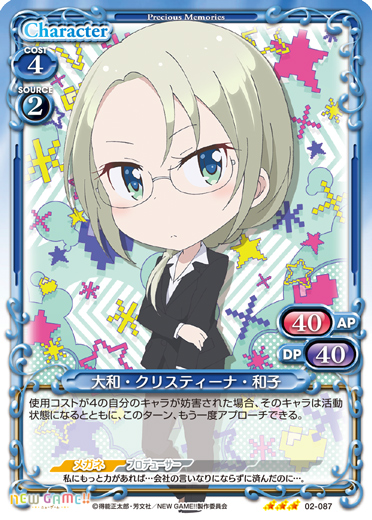 Precious Memories
Character
COST
4
SOURCE
2
40 AP
DP 40
大和・クリスティーナ・和子
使用コストが4の自分のキャラが妨害された場合、そのキャラは活動
状態になるとともに、このターン、もう一度アプローチできる。
メガネ プロデューサー
私にもっと力があれば…会社の言いなりにならずに済んだのに…。
NEW GAME!!
©得能正太郎・芳文社／NEW GAME!!製作委員会
02-087